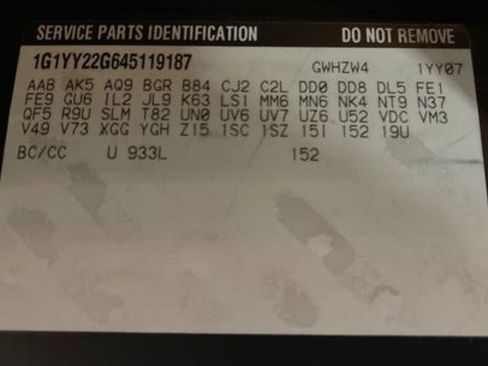 SERVICE PARTS IDENTIFICATION DO NOT REMOVE
1G1YY22G645119187 GWHZW4 1YY07
AAB AK5 AQ9 BGR B84 CJ2 C2L DD0 DD8 DL5 FE1
FE9 GU6 IL2 JL9 K63 LS1 MM6 MN6 NK4 NT9 N37
QF5 R9U SLM T82 UN0 UV6 UV7 UZ6 U52 VDC VM3
V49 V73 XGG YGH Z15 1SC 1SZ 15I 152 19U
BC/CC U 933L 152